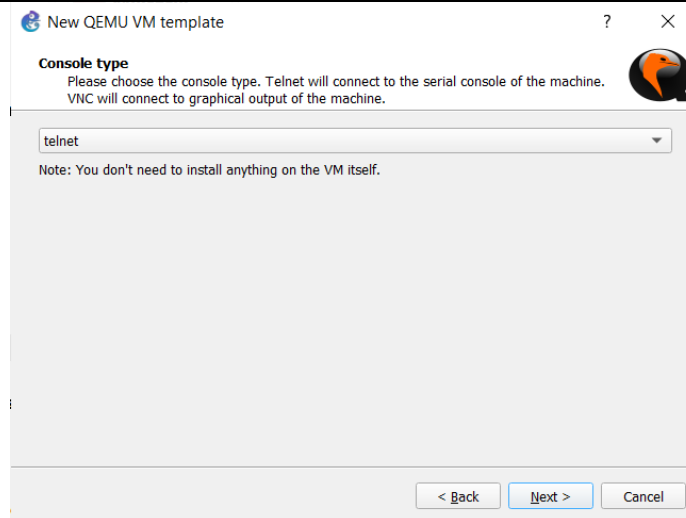 New QEMU VM template
?
Console type
Please choose the console type. Telnet will connect to the serial console of the machine.
VNC will connect to graphical output of the machine.
telnet
Note: You don't need to install anything on the VM itself.
< Back
Next >
Cancel